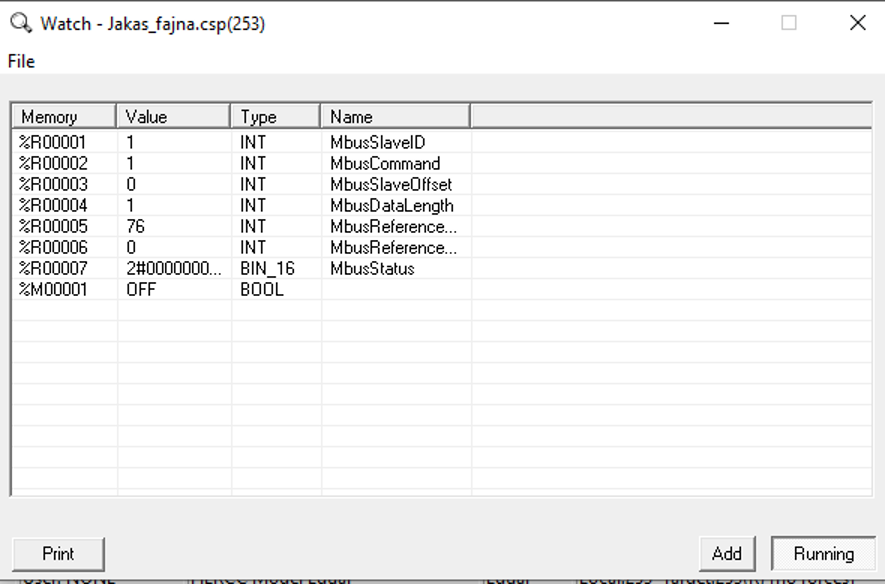 Watch - Jakas_fajna.csp(253)
File
Memory Value Type Name
%R00001 1 INT MbusSlaveID
%R00002 1 INT MbusCommand
%R00003 0 INT MbusSlaveOffset
%R00004 1 INT MbusDataLength
%R00005 76 INT MbusReference...
%R00006 0 INT MbusReference...
%R00007 2#0000000... BIN_16 MbusStatus
%M00001 OFF BOOL
Print Add Running